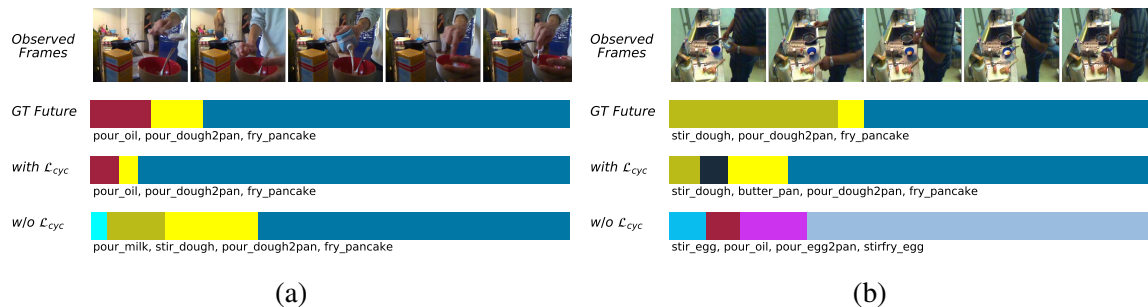 Observed
Frames
GT Future
pour_oil, pour_dough2pan, fry_pancake
with ℒcyc
pour_oil, pour_dough2pan, fry_pancake
w/o ℒcyc
pour_milk, stir_dough, pour_dough2pan, fry_pancake
(a)
Observed
Frames
GT Future
stir_dough, pour_dough2pan, fry_pancake
with ℒcyc
stir_dough, butter_pan, pour_dough2pan, fry_pancake
w/o ℒcyc
stir_egg, pour_oil, pour_egg2pan, stirfry_egg
(b)